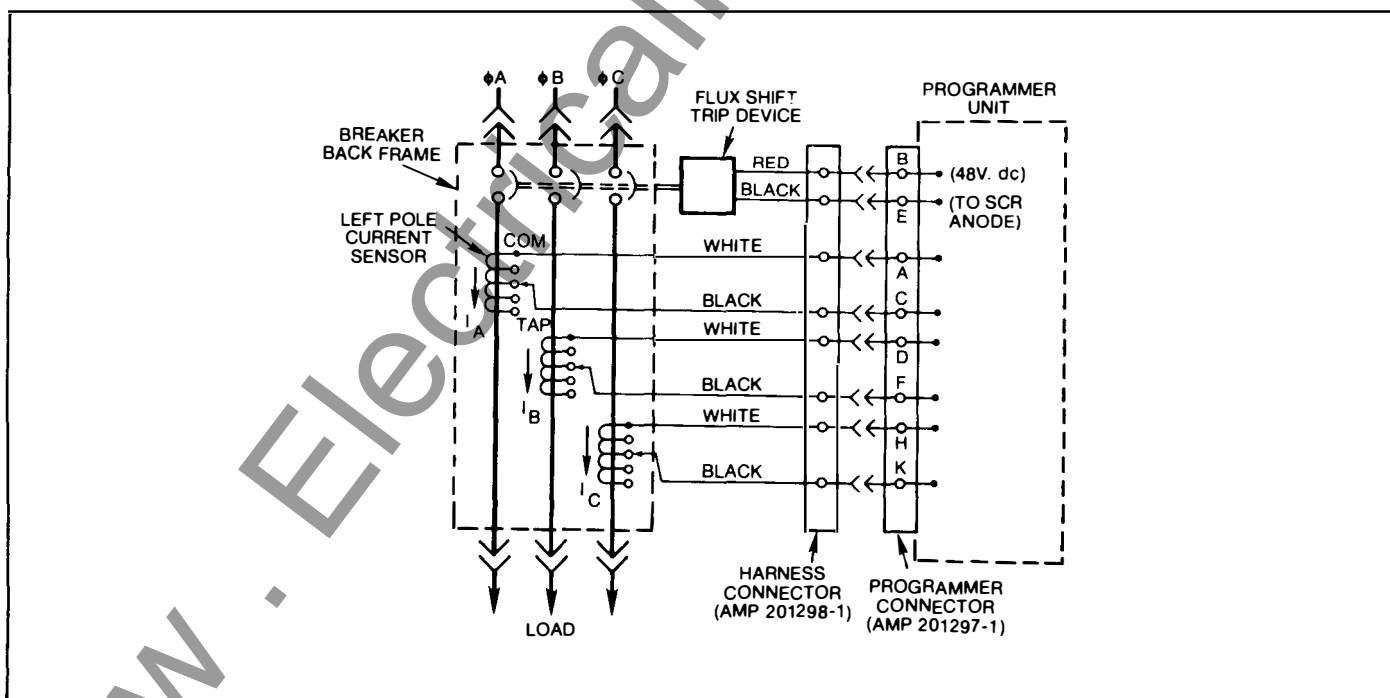 ϕA ϕB ϕC
FLUX SHIFT
TRIP DEVICE
PROGRAMMER
UNIT
BREAKER
BACK FRAME
RED
B
(48V. dc)
BLACK
E
(TO SCR
ANODE)
LEFT POLE
CURRENT
SENSOR
COM
WHITE
A
BLACK
C
I A
TAP
WHITE
D
BLACK
F
I B
WHITE
H
BLACK
K
I C
HARNESS
CONNECTOR
(AMP 201298-1)
PROGRAMMER
CONNECTOR
(AMP 201297-1)
LOAD
w . Electrical